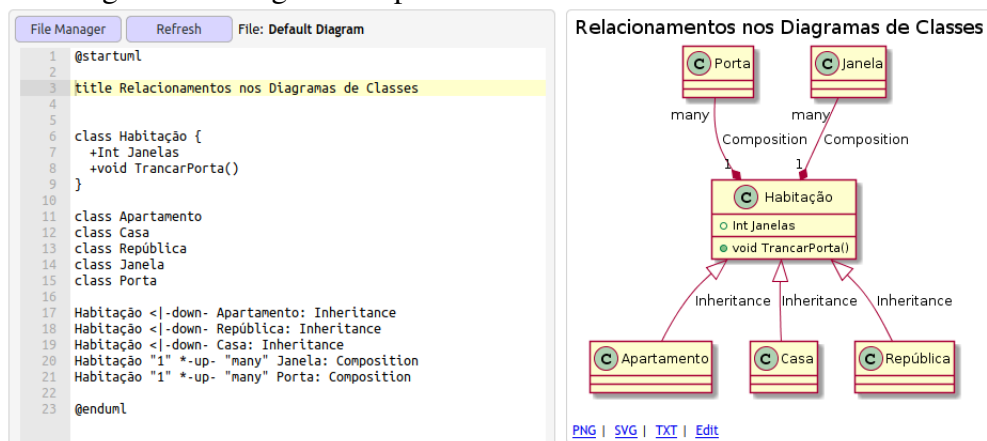 File Manager Refresh File: Default Diagram
1 @startuml
2
3 title Relacionamentos nos Diagramas de Classes
4
5
6 class Habitação {
7 +Int Janelas
8 +void TrancarPorta()
9 }
10
11 class Apartamento
12 class Casa
13 class República
14 class Janela
15 class Porta
16
17 Habitação <|-down- Apartamento: Inheritance
18 Habitação <|-down- República: Inheritance
19 Habitação <|-down- Casa: Inheritance
20 Habitação "1" *-up- "many" Janela: Composition
21 Habitação "1" *-up- "many" Porta: Composition
22
23 @enduml
Relacionamentos nos Diagramas de Classes
C Porta C Janela
many many
Composition Composition
1 1
C Habitação
Int Janelas
void TrancarPorta()
Inheritance Inheritance Inheritance
C Apartamento C Casa C República
PNG | SVG | TXT | Edit